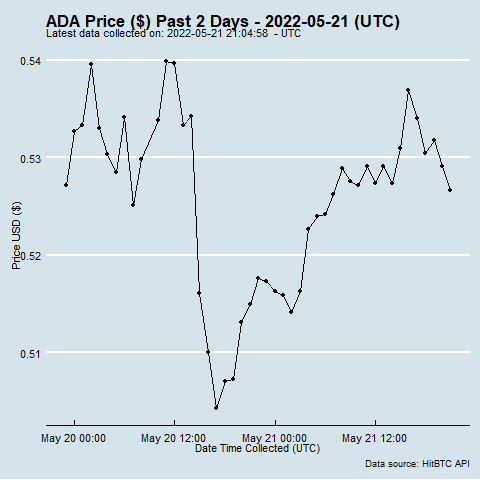 ADA Price ($) Past 2 Days - 2022-05-21 (UTC)
Latest data collected on: 2022-05-21 21:04:58  - UTC
0.54
0.53
0.52
0.51
Price USD ($)
May 20 00:00
May 20 12:00
May 21 00:00
May 21 12:00
Date Time Collected (UTC)
Data source: HitBTC API